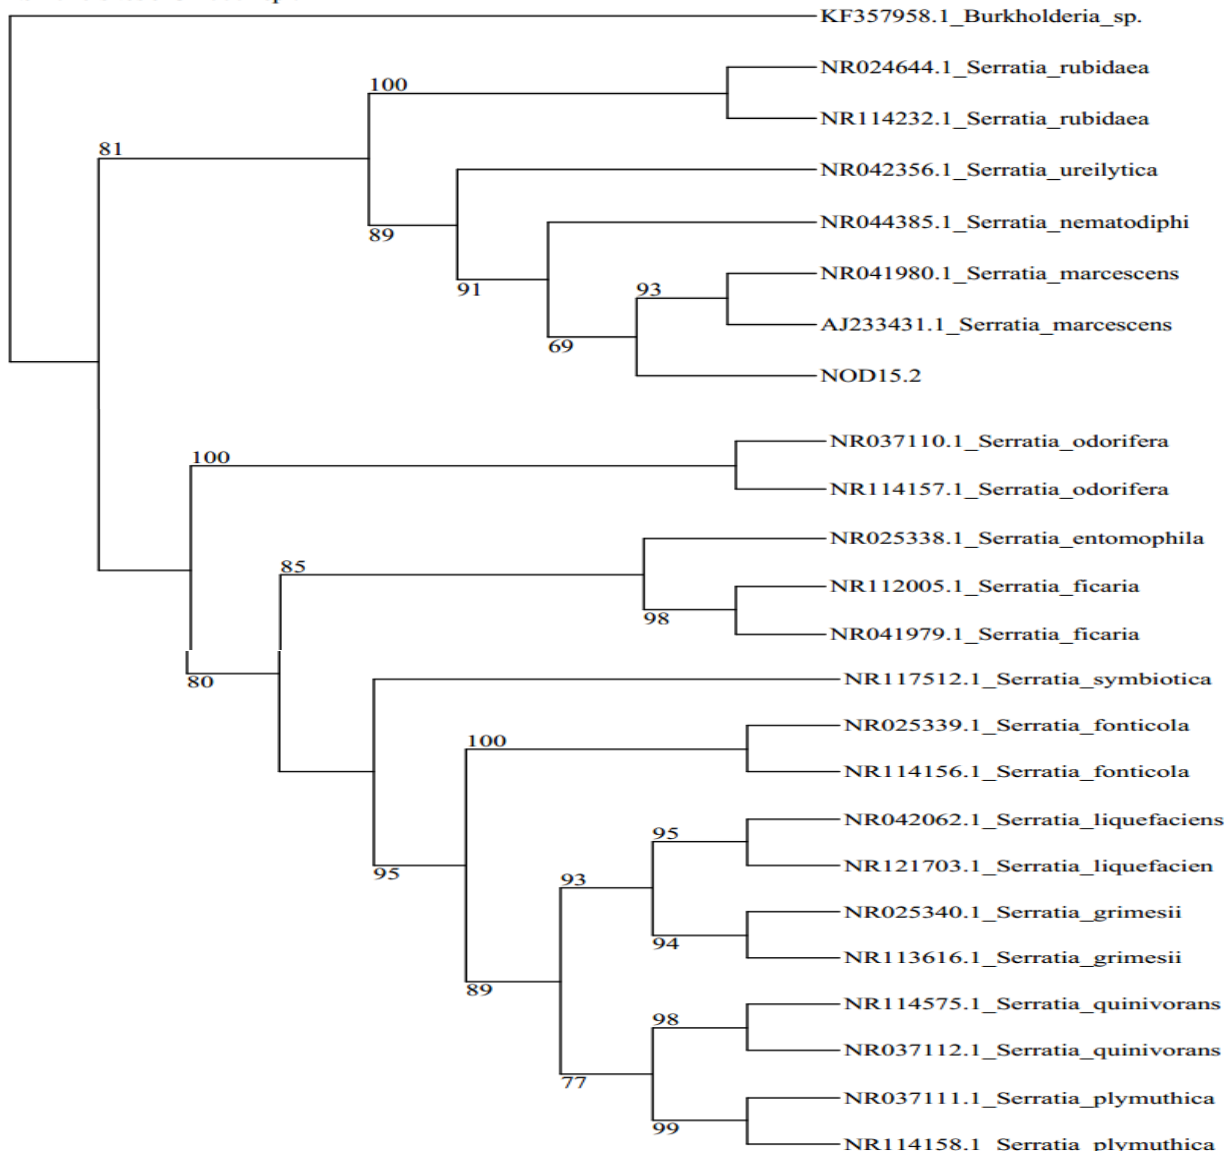 KF357958.1_Burkholderia_sp.
NR024644.1_Serratia_rubidaea
100
NR114232.1_Serratia_rubidaea
81
NR042356.1_Serratia_ureilytica
NR044385.1_Serratia_nematodiphi
89
NR041980.1_Serratia_marcescens
91
93
AJ233431.1_Serratia_marcescens
69
NOD15.2
NR037110.1_Serratia_odorifera
100
NR114157.1_Serratia_odorifera
NR025338.1_Serratia_entomophila
85
NR112005.1_Serratia_ficaria
98
NR041979.1_Serratia_ficaria
80
NR117512.1_Serratia_symbiotica
NR025339.1_Serratia_fonticola
100
NR114156.1_Serratia_fonticola
NR042062.1_Serratia_liquefaciens
95
NR121703.1_Serratia_liquefacien
95
93
NR025340.1_Serratia_grimesii
94
NR113616.1_Serratia_grimesii
89
NR114575.1_Serratia_quinivorans
98
NR037112.1_Serratia_quinivorans
77
NR037111.1_Serratia_plymuthica
99
NR114158.1_Serratia_plymuthica